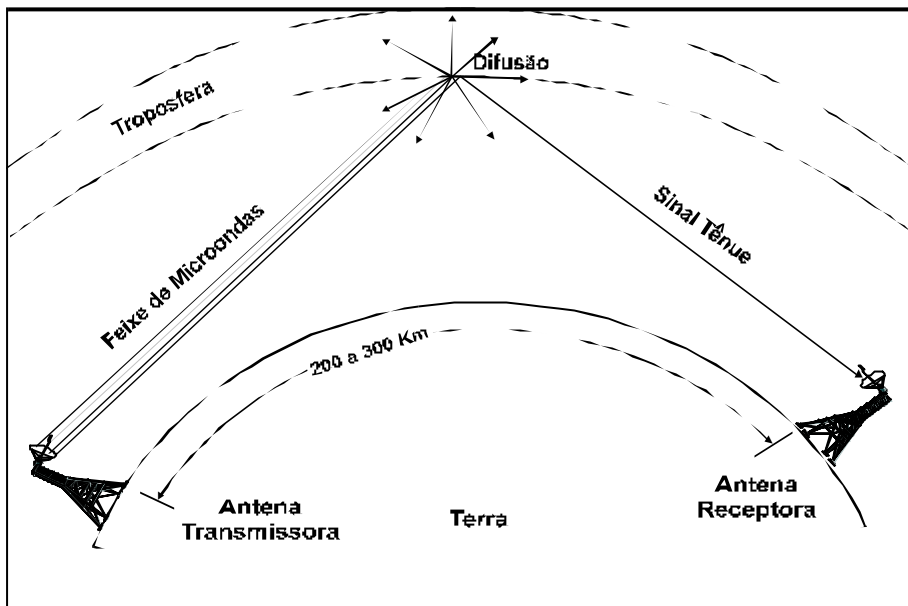 Difusão
Troposfera
Sinal Tênue
Feixe de Microondas
200 a 300 Km
Antena
Transmissora
Terra
Antena
Receptora